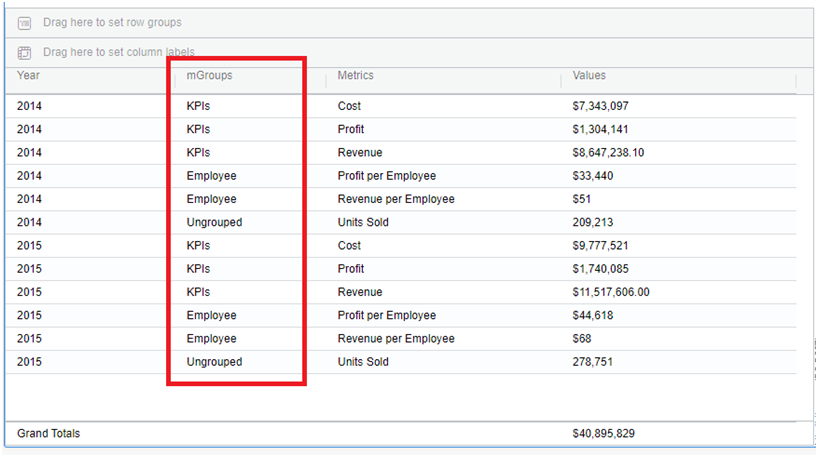 Drag here to set row groups
Drag here to set column labels
Year mGroups Metrics Values
2014 KPIs Cost $7,343,097
2014 KPIs Profit $1,304,141
2014 KPIs Revenue $8,647,238.10
2014 Employee Profit per Employee $33,440
2014 Employee Revenue per Employee $51
2014 Ungrouped Units Sold 209,213
2015 KPIs Cost $9,777,521
2015 KPIs Profit $1,740,085
2015 KPIs Revenue $11,517,606.00
2015 Employee Profit per Employee $44,618
2015 Employee Revenue per Employee $68
2015 Ungrouped Units Sold 278,751
Grand Totals $40,895,829